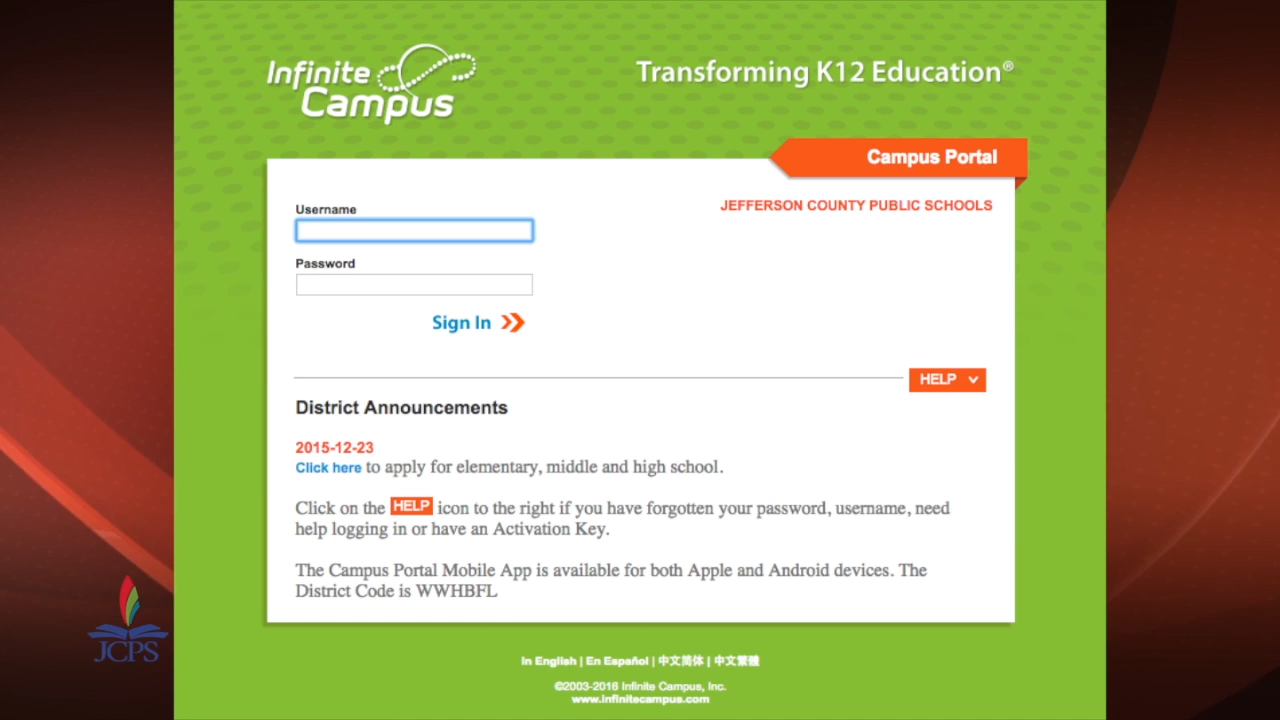 Infinite
Campus
Transforming K12 Education®
Campus Portal
JEFFERSON COUNTY PUBLIC SCHOOLS
Username
Password
Sign In
HELP
District Announcements
2015-12-23
Click here to apply for elementary, middle and high school.
Click on the HELP icon to the right if you have forgotten your password, username, need
help logging in or have an Activation Key.
The Campus Portal Mobile App is available for both Apple and Android devices. The
District Code is WWHBFL
JCPS
In English | En Español | 中文简体 | 中文繁體
©2003-2016 Infinite Campus, Inc.
www.infinitecampus.com